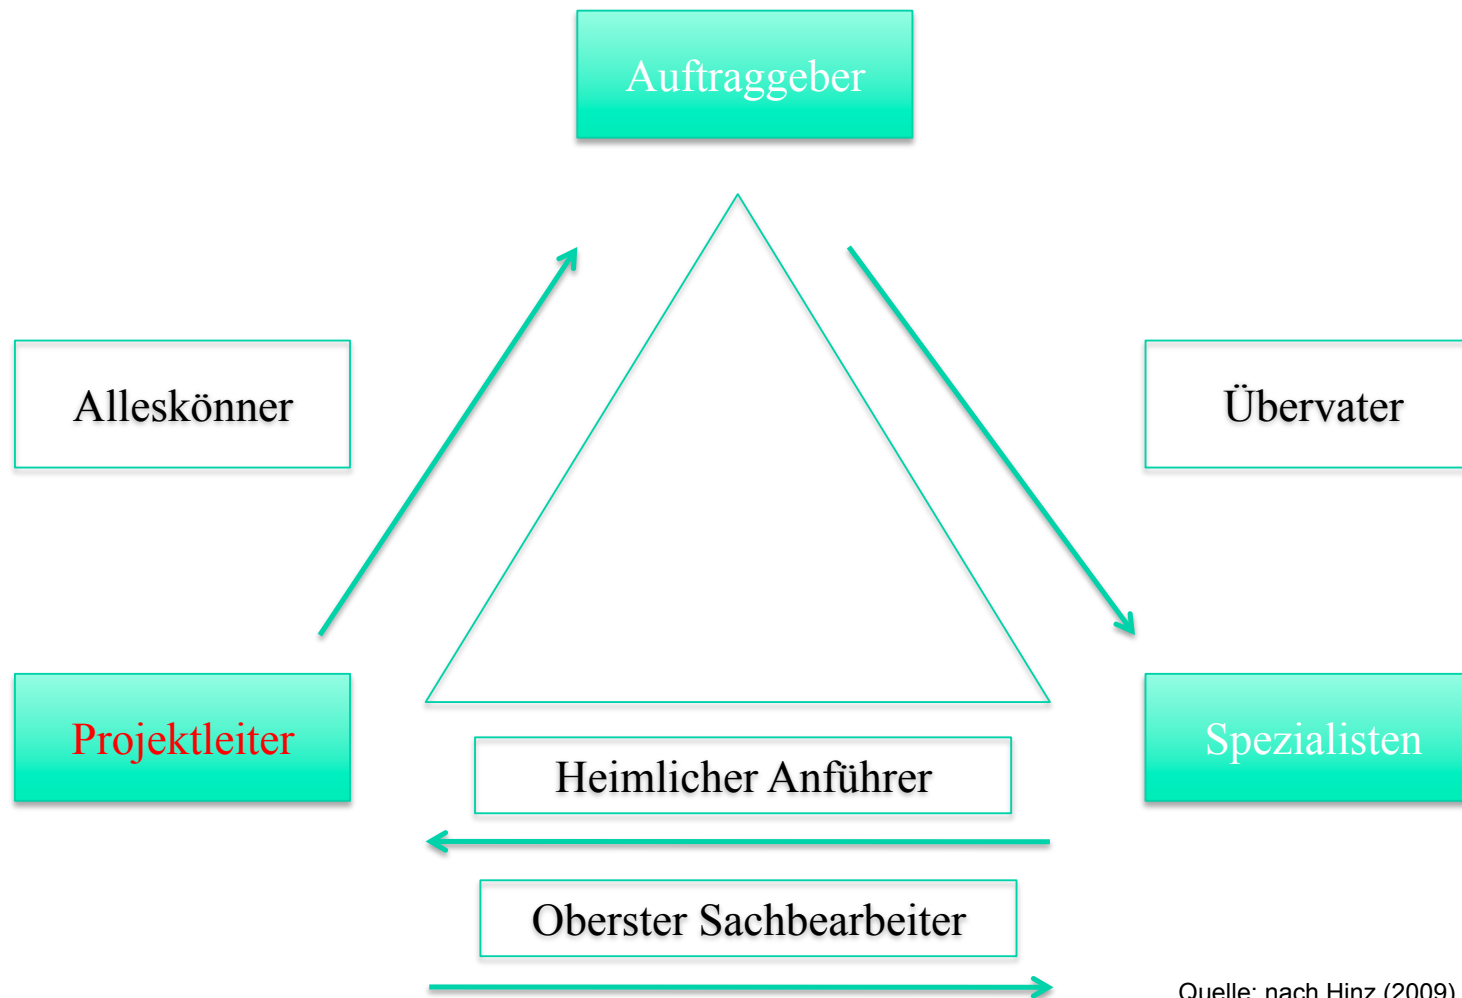 Auftraggeber
Alleskönner
Übervater
Projektleiter
Spezialisten
Heimlicher Anführer
Oberster Sachbearbeiter
Quelle: nach Hinz (2009)